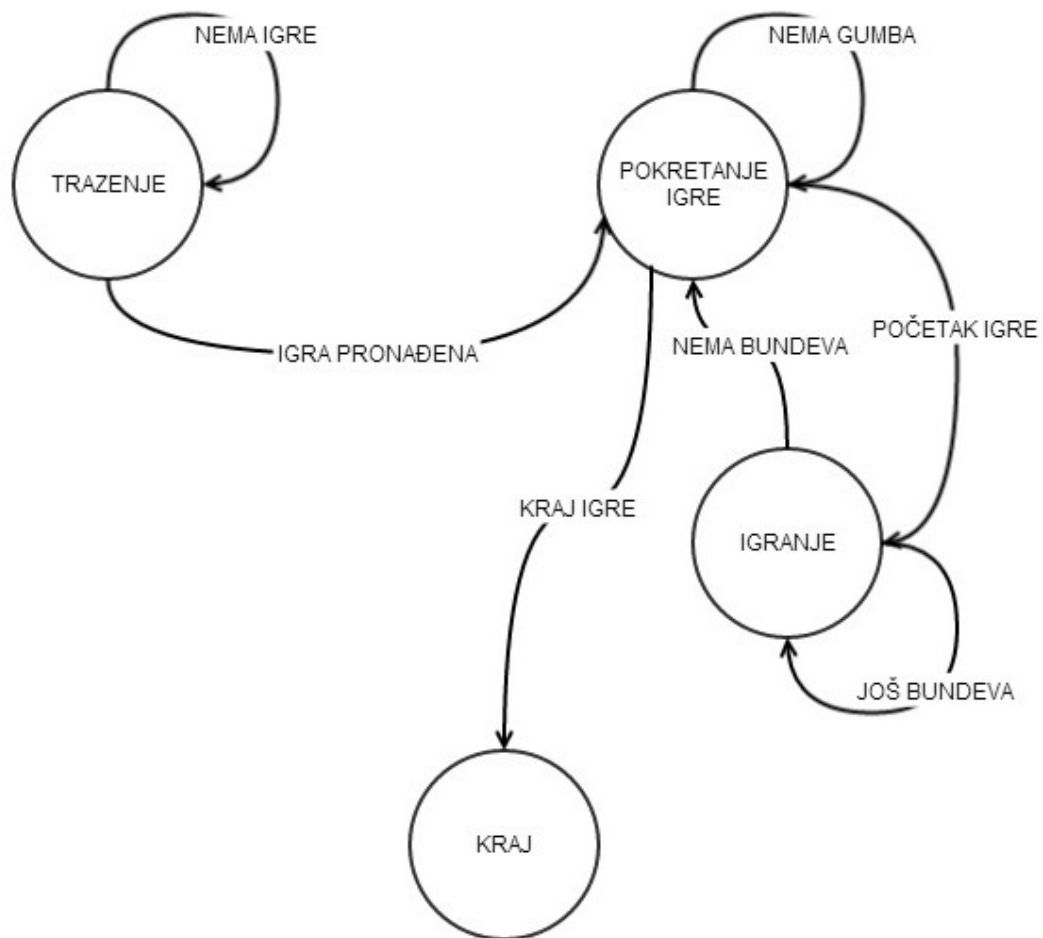 NEMA IGRE
NEMA GUMBA
TRAZENJE
POKRETANJE
IGRE
IGRA PRONAĐENA
NEMA BUNDEVA
POČETAK IGRE
KRAJ IGRE
IGRANJE
JOŠ BUNDEVA
KRAJ